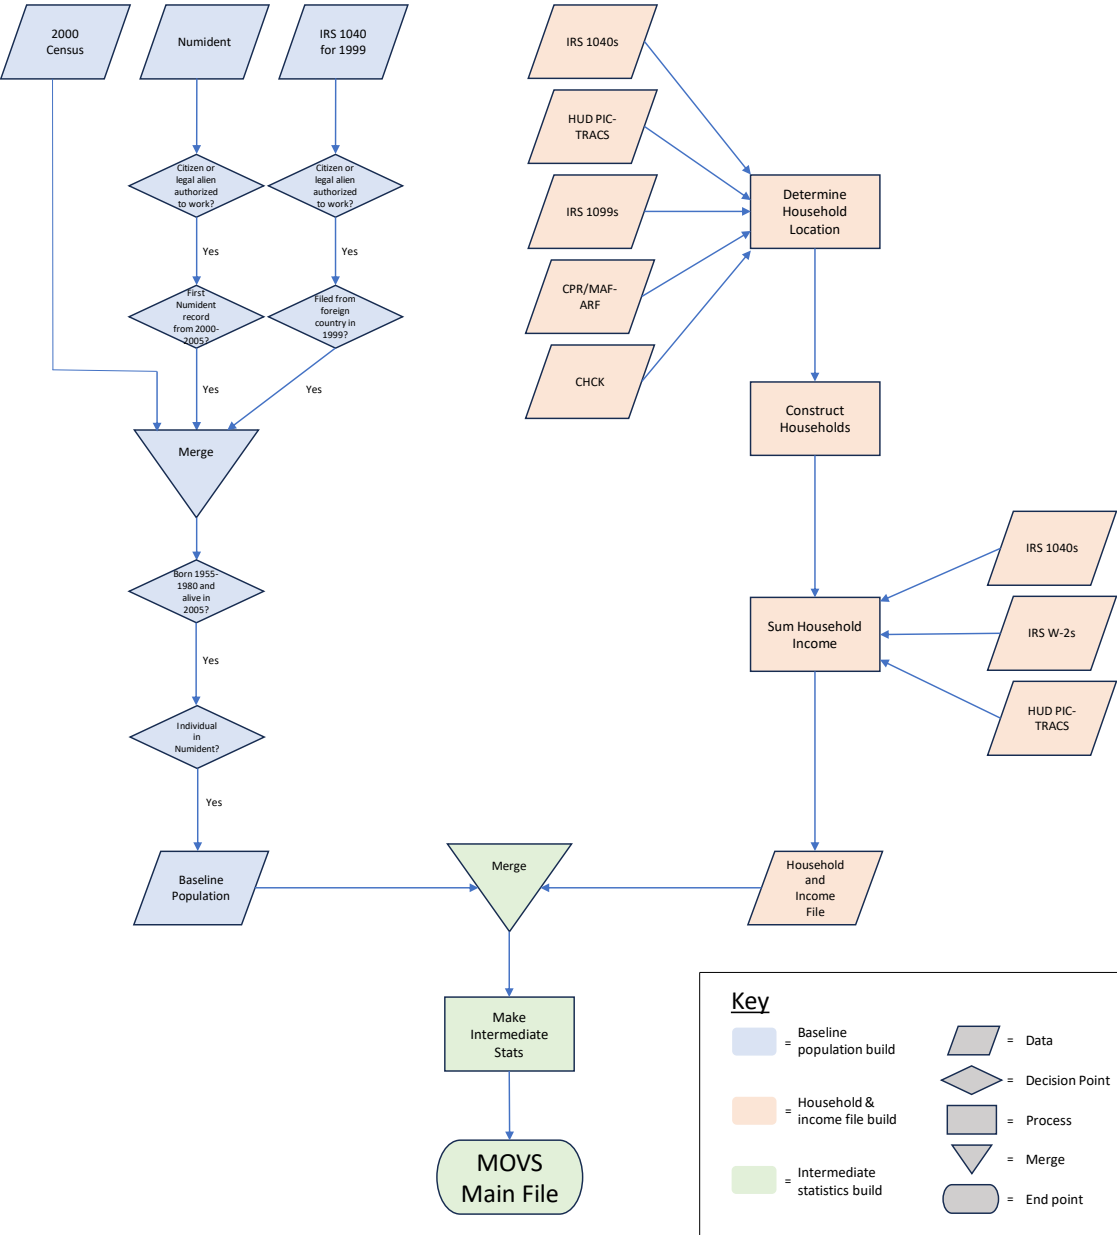 2000
Census
Numident
IRS 1040
for 1999
Citizen or
legal alien
authorized
to work?
Citizen or
legal alien
authorized
to work?
Yes
Yes
First
Numident
record
from 2000-
2005?
Filed from
foreign
country in
1999?
Yes
Yes
Merge
Born 1955-
1980 and
alive in
2005?
Yes
Individual
in
Numident?
Yes
Baseline
Population
IRS 1040s
HUD PIC-
TRACS
IRS 1099s
CPR/MAF-
ARF
CHCK
Determine
Household
Location
Construct
Households
Sum Household
Income
IRS 1040s
IRS W-2s
HUD PIC-
TRACS
Household
and
Income
File
Merge
Make
Intermediate
Stats
MOVS
Main File
Key
= Baseline
population build
= Household &
income file build
= Intermediate
statistics build
= Data
= Decision Point
= Process
= Merge
= End point